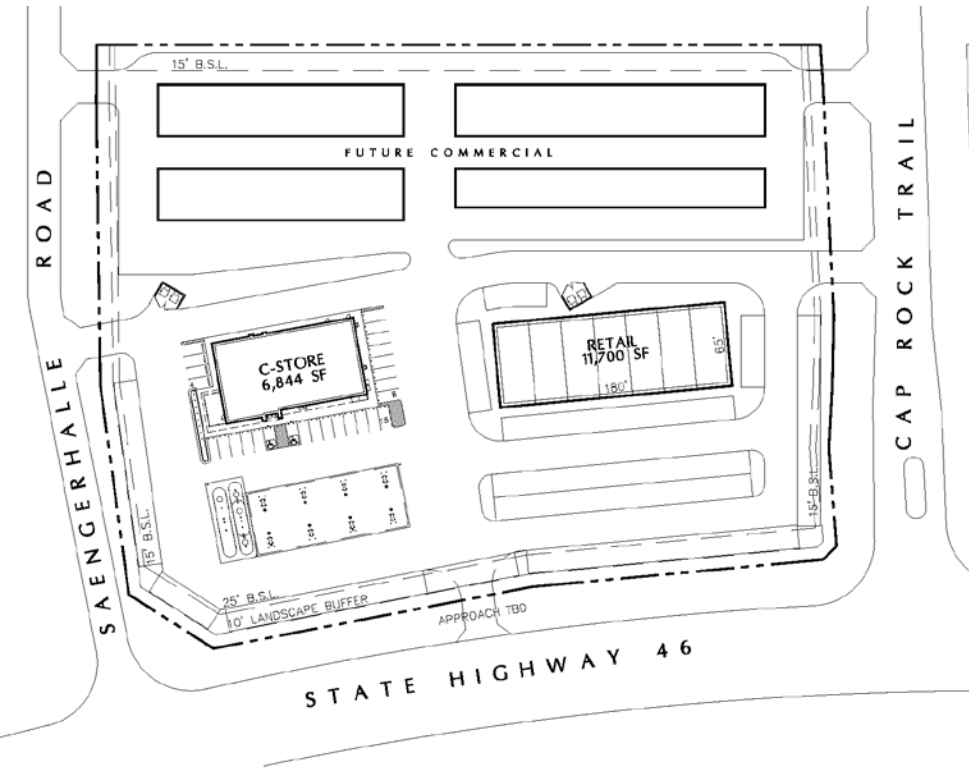 15' B.S.L.
FUTURE COMMERCIAL
SAENGERHALLE ROAD
CAP ROCK TRAIL
C-STORE
6,844 SF
RETAIL
11,700 SF
65'
180'
15' B.S.L.
15' B.S.L.
25' B.S.L.
10' LANDSCAPE BUFFER
APPROACH TBD
STATE HIGHWAY 46